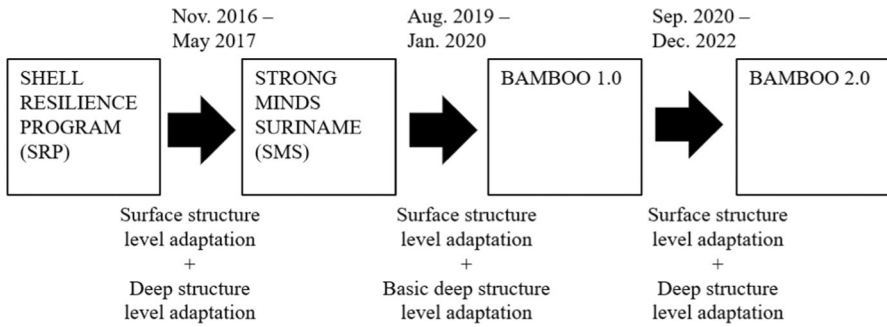 Nov. 2016 –
May 2017
Aug. 2019 –
Jan. 2020
Sep. 2020 –
Dec. 2022
SHELL
RESILIENCE
PROGRAM
(SRP)
STRONG
MINDS
SURINAME
(SMS)
BAMBOO 1.0
BAMBOO 2.0
Surface structure
level adaptation
+
Deep structure
level adaptation
Surface structure
level adaptation
+
Basic deep structure
level adaptation
Surface structure
level adaptation
+
Deep structure
level adaptation